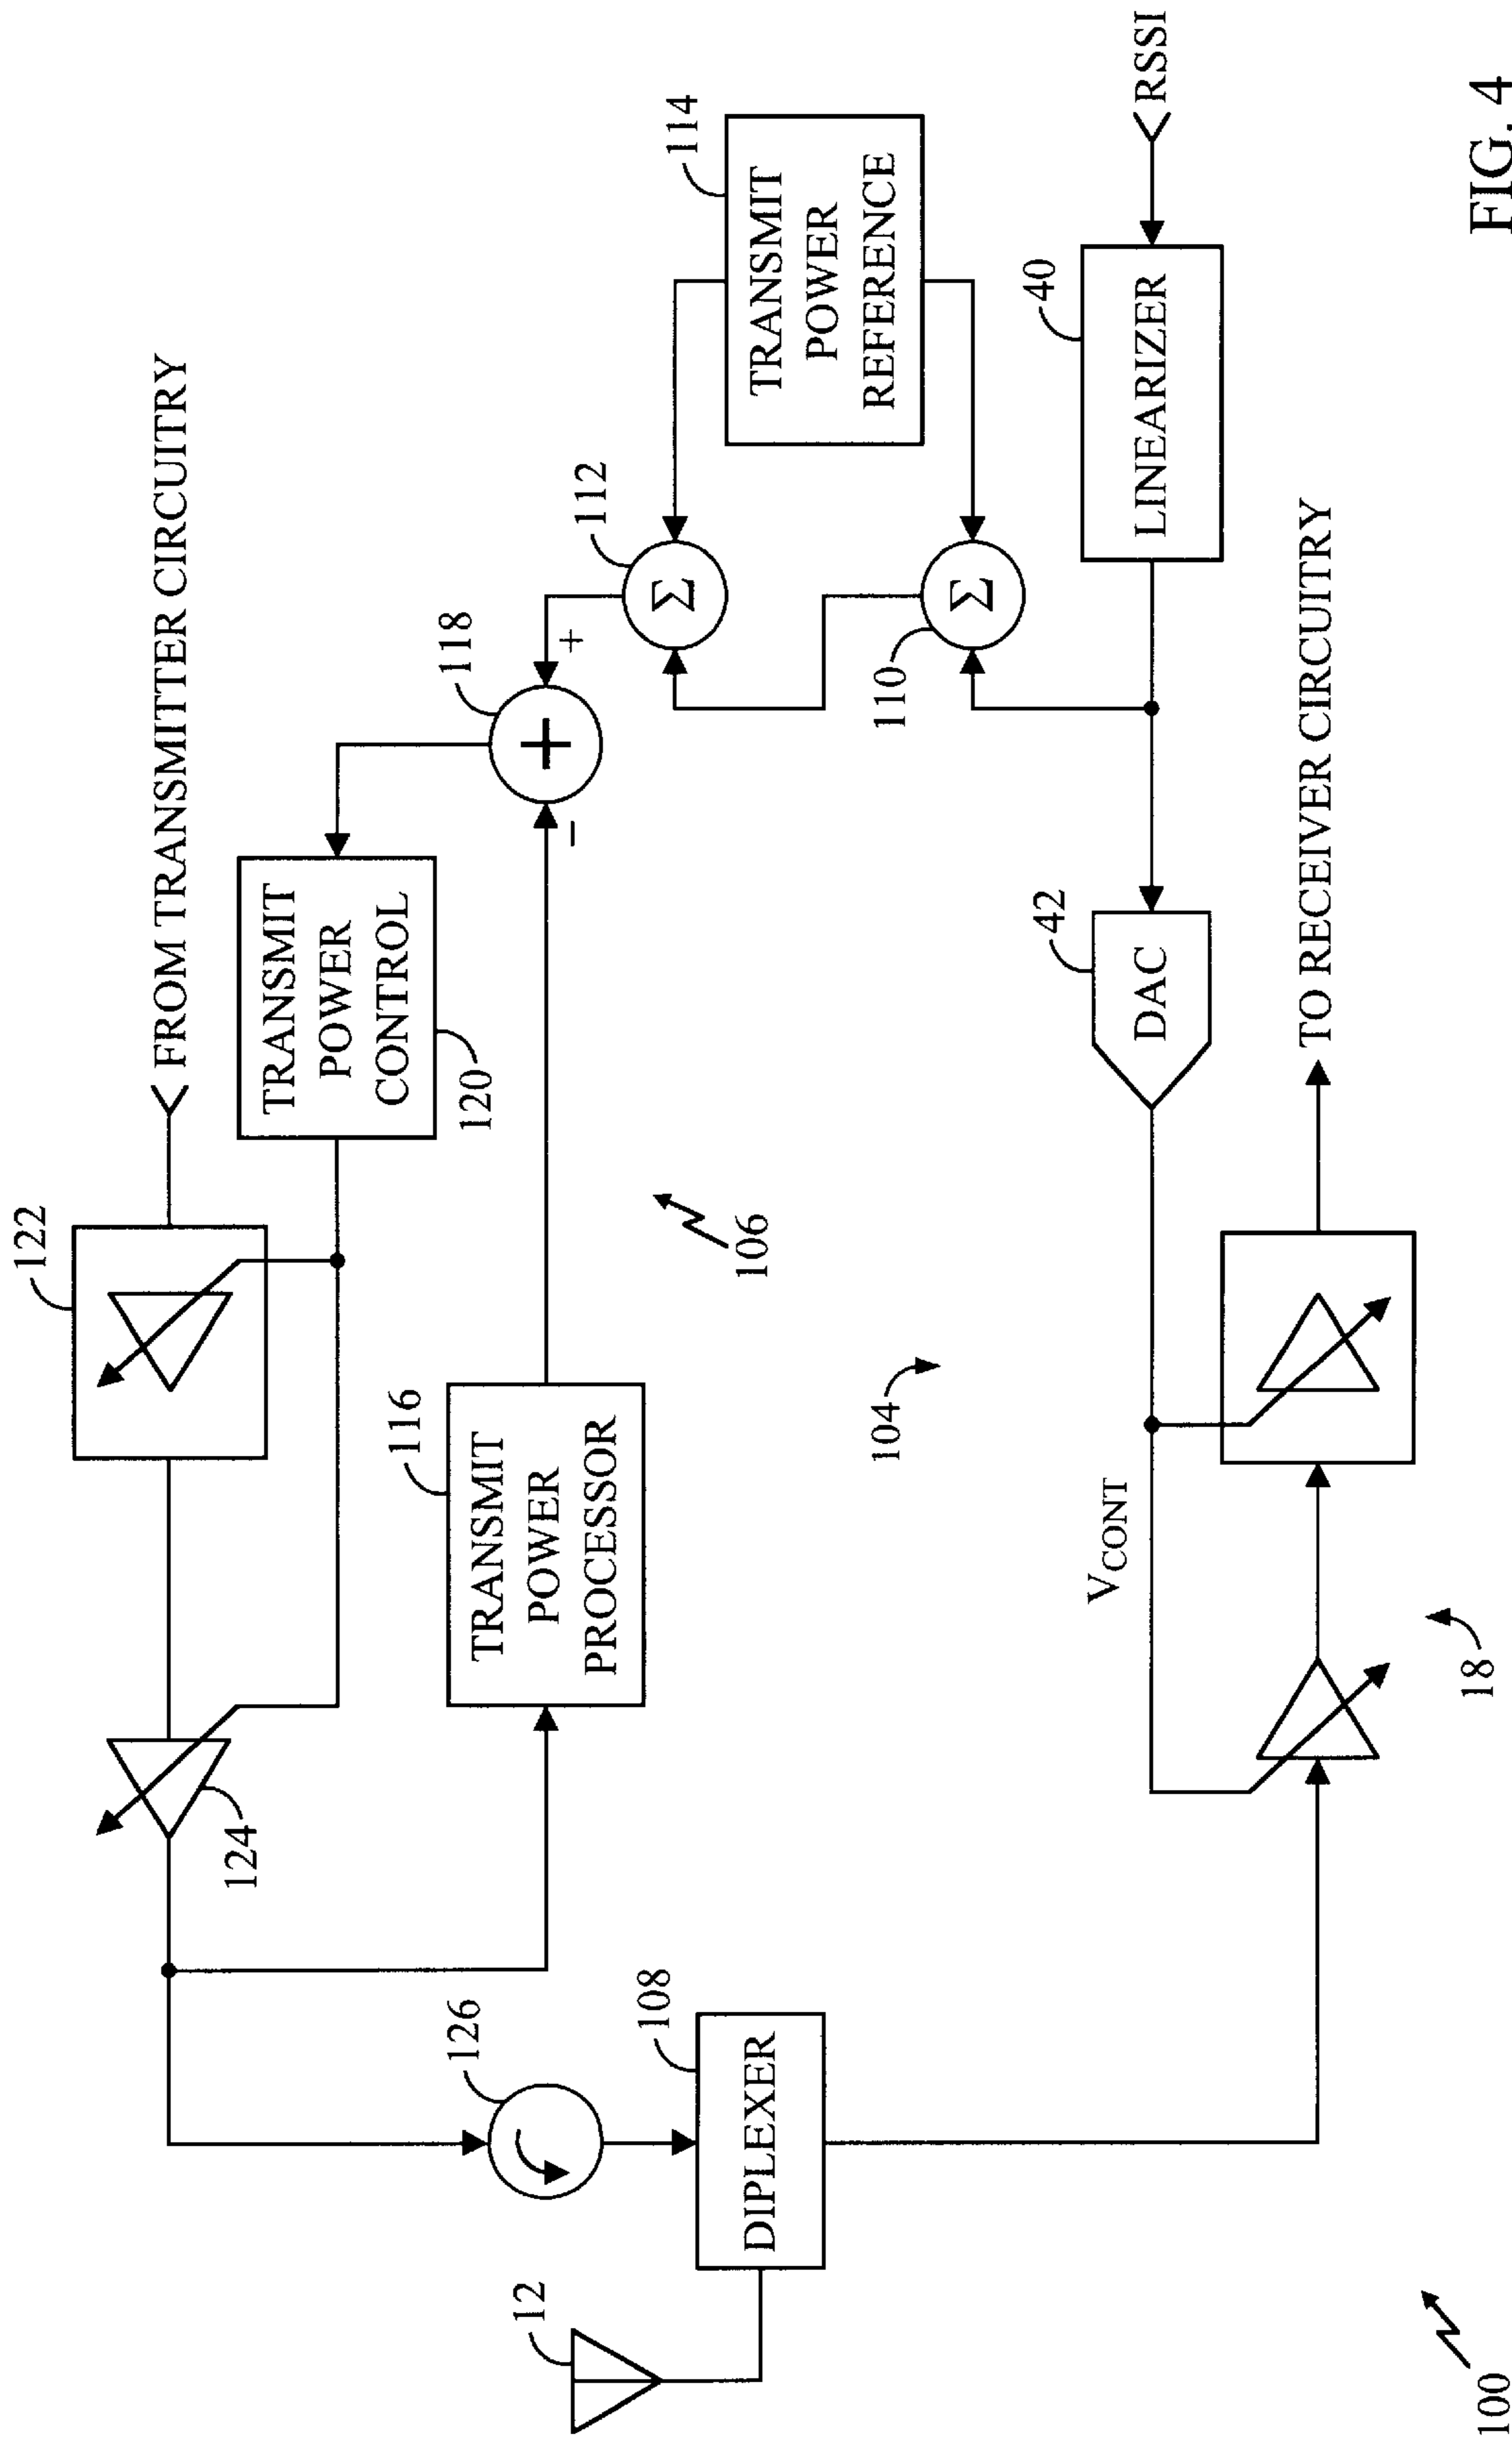 122
FROM TRANSMITTER CIRCUITRY
124
TRANSMIT
POWER
CONTROL
120
118
+
+
−
112
Σ
114
TRANSMIT
POWER
REFERENCE
126
116
TRANSMIT
POWER
PROCESSOR
106
12
108
DIPLEXER
104
110
Σ
40
LINEARIZER
RSSI
42
DAC
VCONT
TO RECEIVER CIRCUITRY
18
100
FIG. 4